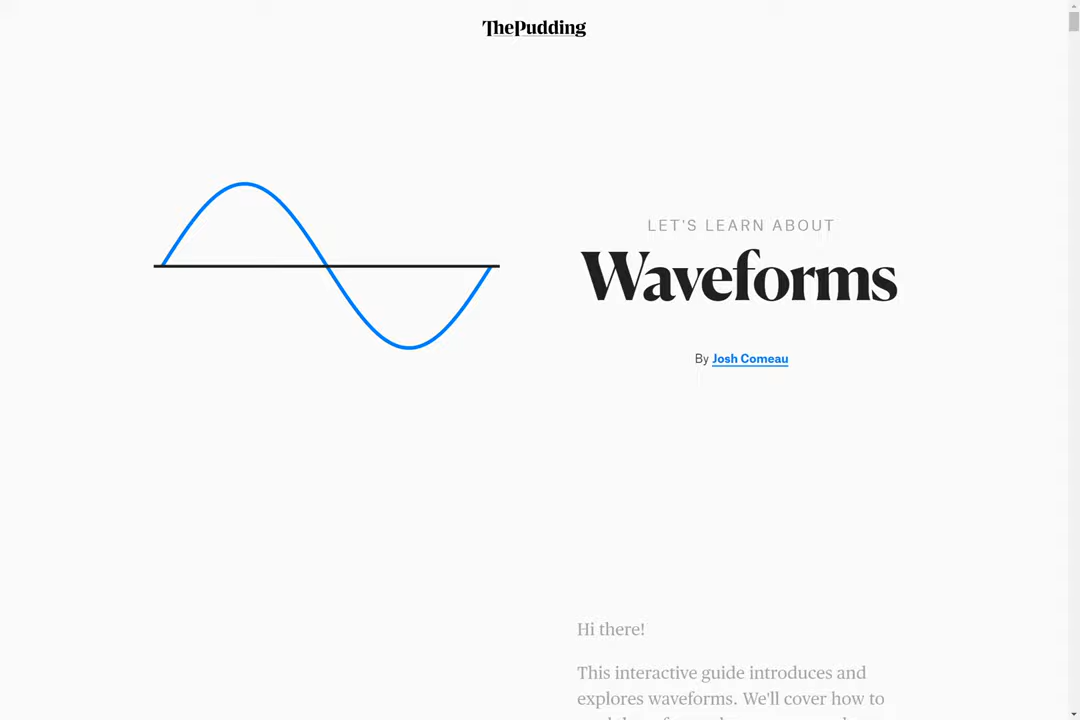 ThePudding
LET'S LEARN ABOUT
Waveforms
By Josh Comeau
Hi there!
This interactive guide introduces and
explores waveforms. We'll cover how to